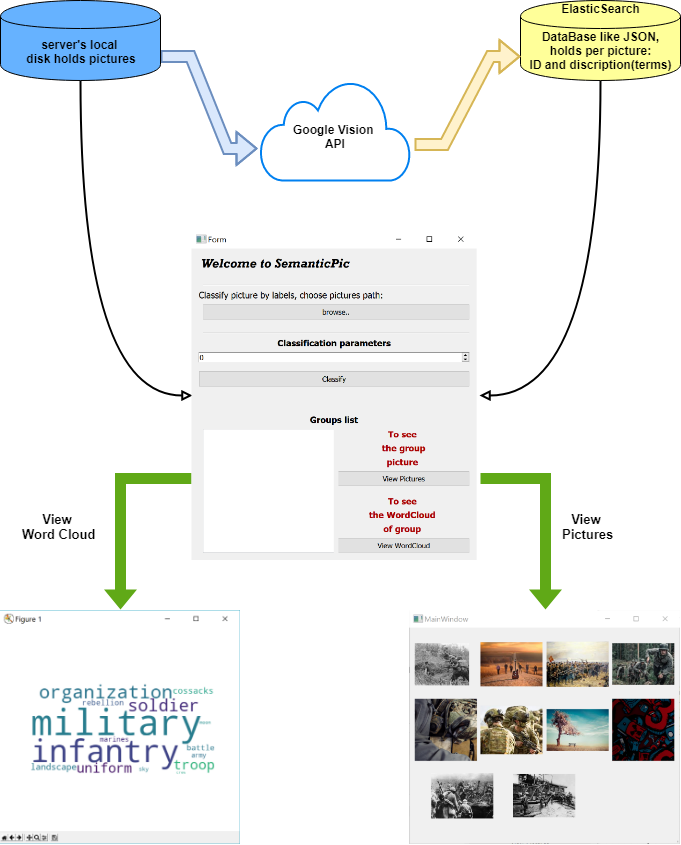 ElasticSearch
server's local
disk holds pictures
DataBase like JSON,
holds per picture:
ID and discription(terms)
Google Vision
API
Form
Welcome to SemanticPic
Classify picture by labels, choose pictures path:
browse..
Classification parameters
0
Classify
Groups list
To see
the group
picture
View Pictures
To see
the WordCloud
of group
View WordCloud
View
Word Cloud
View
Pictures
Figure 1
organization cossacks
rebellion soldier
military
marines
infantry battle
army
landscape uniform sky troop
MainWindow